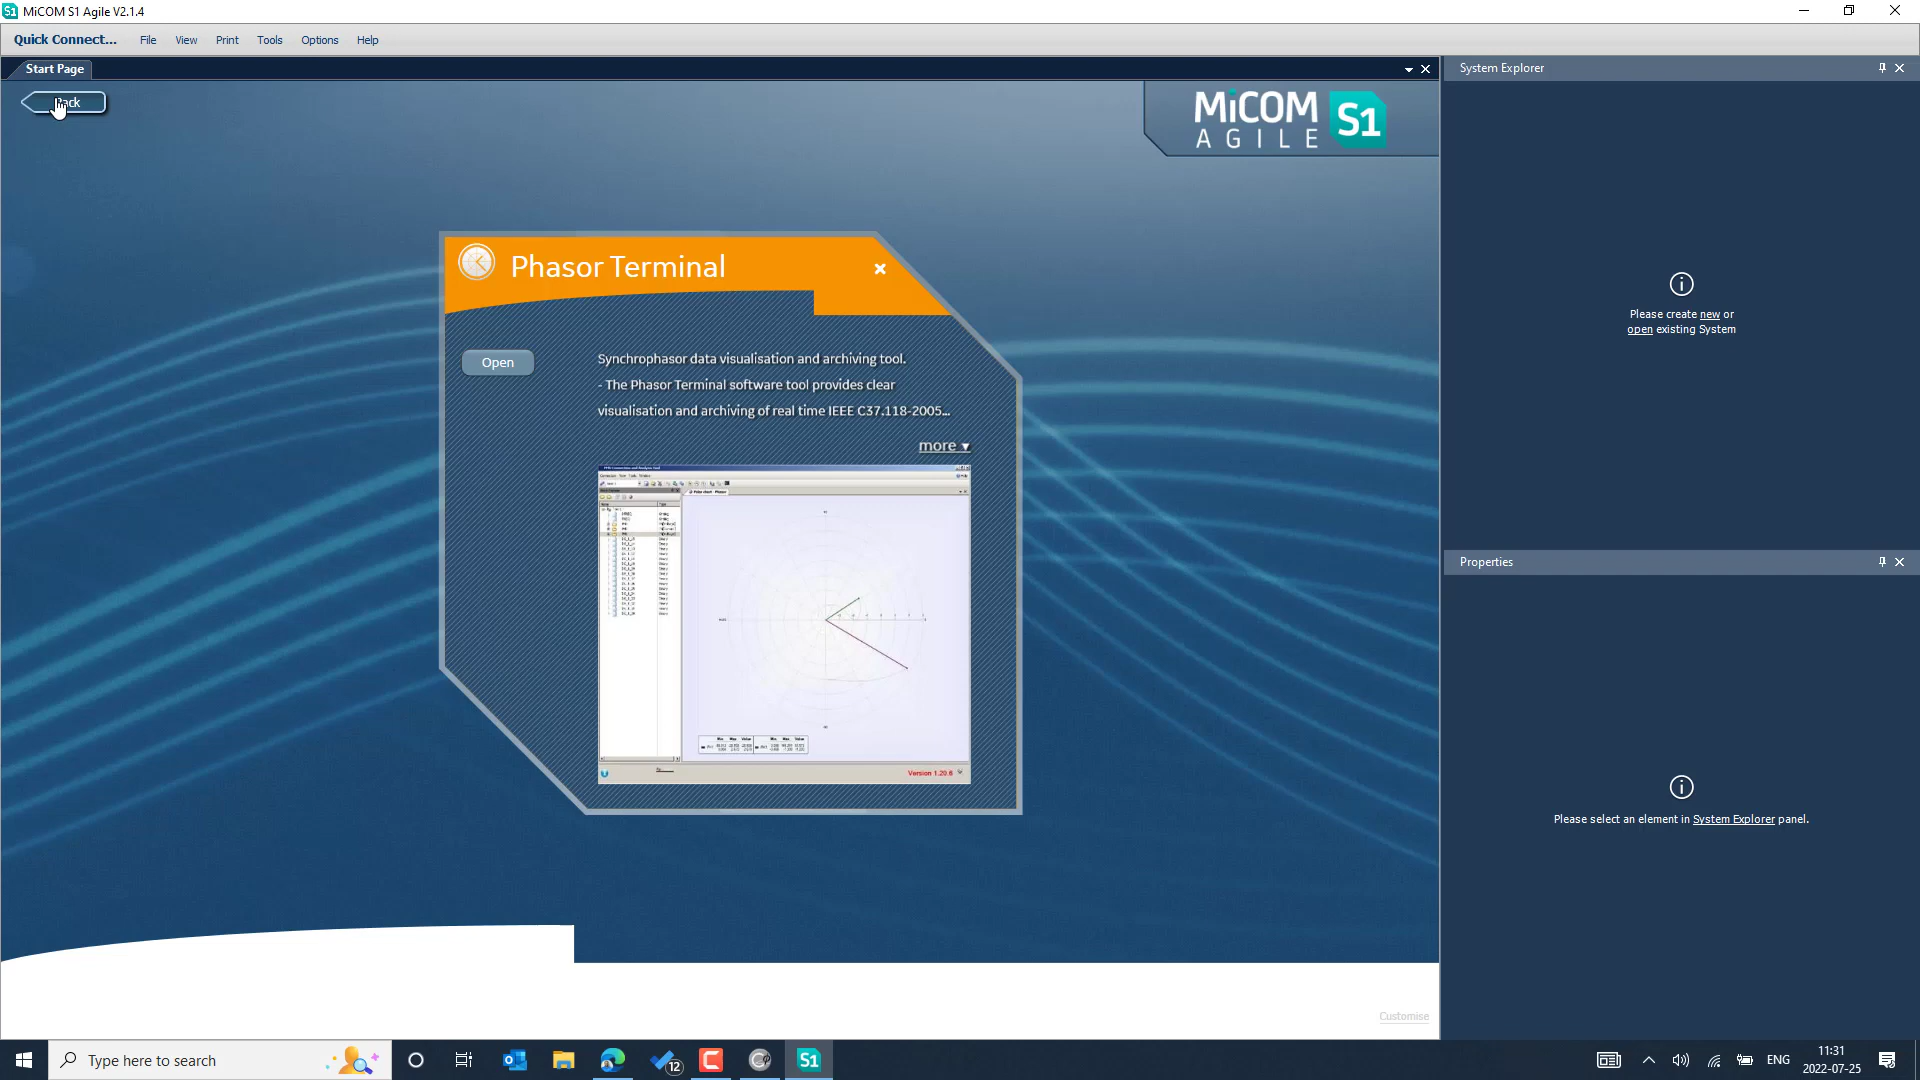 MiCOM S1 Agile V2.1.4
Quick Connect... File View Print Tools Options Help
Start Page
System Explorer
MiCOM
AGILE
S1
Phasor Terminal
Open
Synchrophasor data visualisation and archiving tool.
- The Phasor Terminal software tool provides clear
visualisation and archiving of real time IEEE C37.118-2005...
more
Version 1.20.6
Please create new or
open existing System
Properties
Please select an element in System Explorer panel.
Customise
Type here to search
12
S1
ENG
11:31
2022-07-25